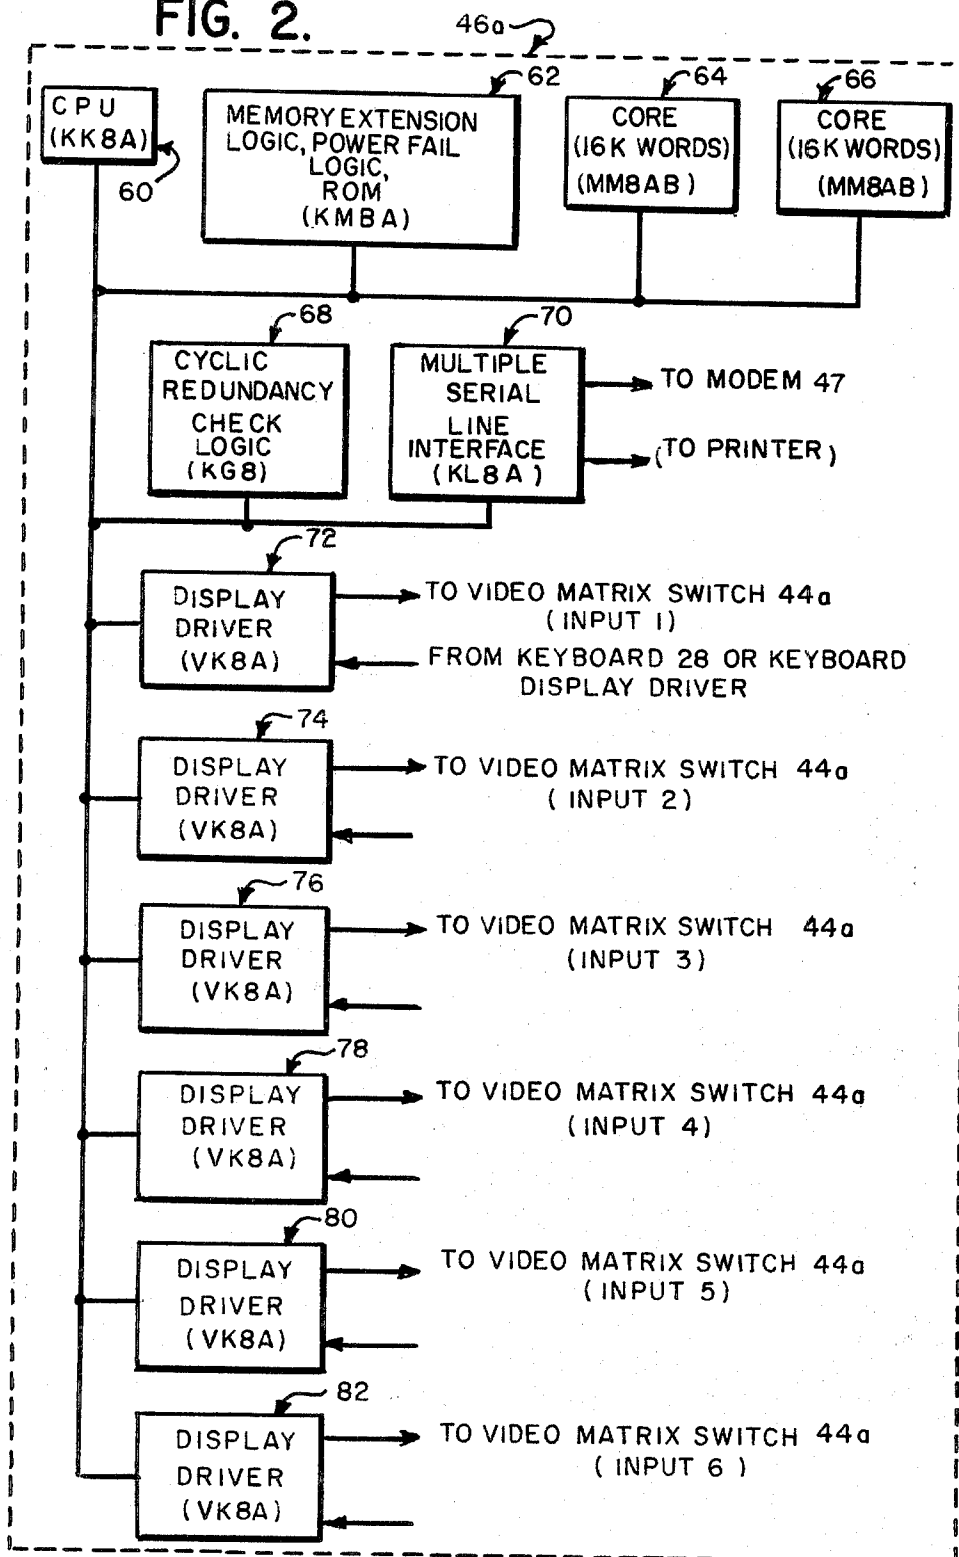 FIG. 2.
46a
CPU
(KK8A)
60
62
MEMORY EXTENSION
LOGIC, POWER FAIL
LOGIC,
ROM
(KM8A)
64
CORE
(16K WORDS)
(MM8AB)
66
CORE
(16K WORDS)
(MM8AB)
68
CYCLIC
REDUNDANCY
CHECK
LOGIC
(KG8)
70
MULTIPLE
SERIAL
LINE
INTERFACE
(KL8A)
TO MODEM 47
(TO PRINTER)
72
DISPLAY
DRIVER
(VK8A)
TO VIDEO MATRIX SWITCH 44a
(INPUT 1)
FROM KEYBOARD 28 OR KEYBOARD
DISPLAY DRIVER
74
DISPLAY
DRIVER
(VK8A)
TO VIDEO MATRIX SWITCH 44a
(INPUT 2)
76
DISPLAY
DRIVER
(VK8A)
TO VIDEO MATRIX SWITCH 44a
(INPUT 3)
78
DISPLAY
DRIVER
(VK8A)
TO VIDEO MATRIX SWITCH 44a
(INPUT 4)
80
DISPLAY
DRIVER
(VK8A)
TO VIDEO MATRIX SWITCH 44a
(INPUT 5)
82
DISPLAY
DRIVER
(VK8A)
TO VIDEO MATRIX SWITCH 44a
(INPUT 6)